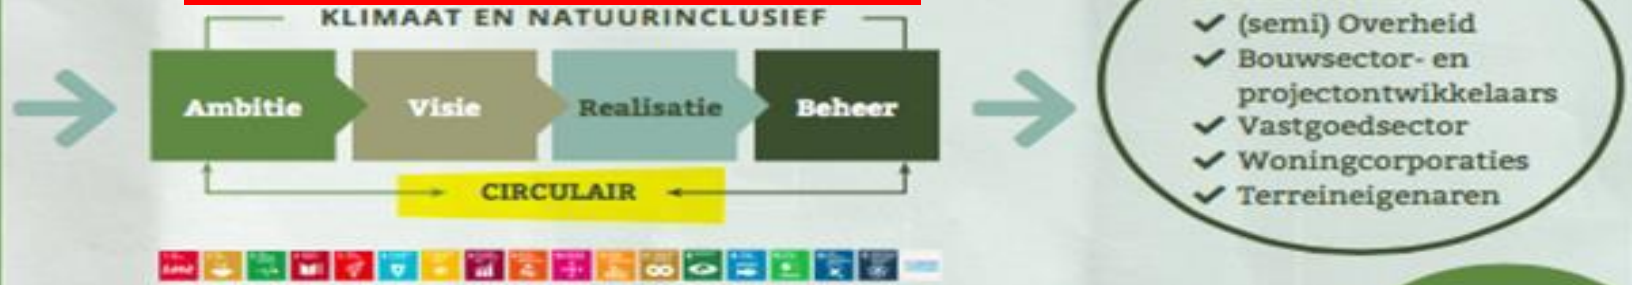 KLIMAAT EN NATUURINCLUSIEF
Ambitie
Visie
Realisatie
Beheer
CIRCULAIR
(semi) Overheid
Bouwsector- en
projectontwikkelaars
Vastgoedsector
Woningcorporaties
Terreineigenaren